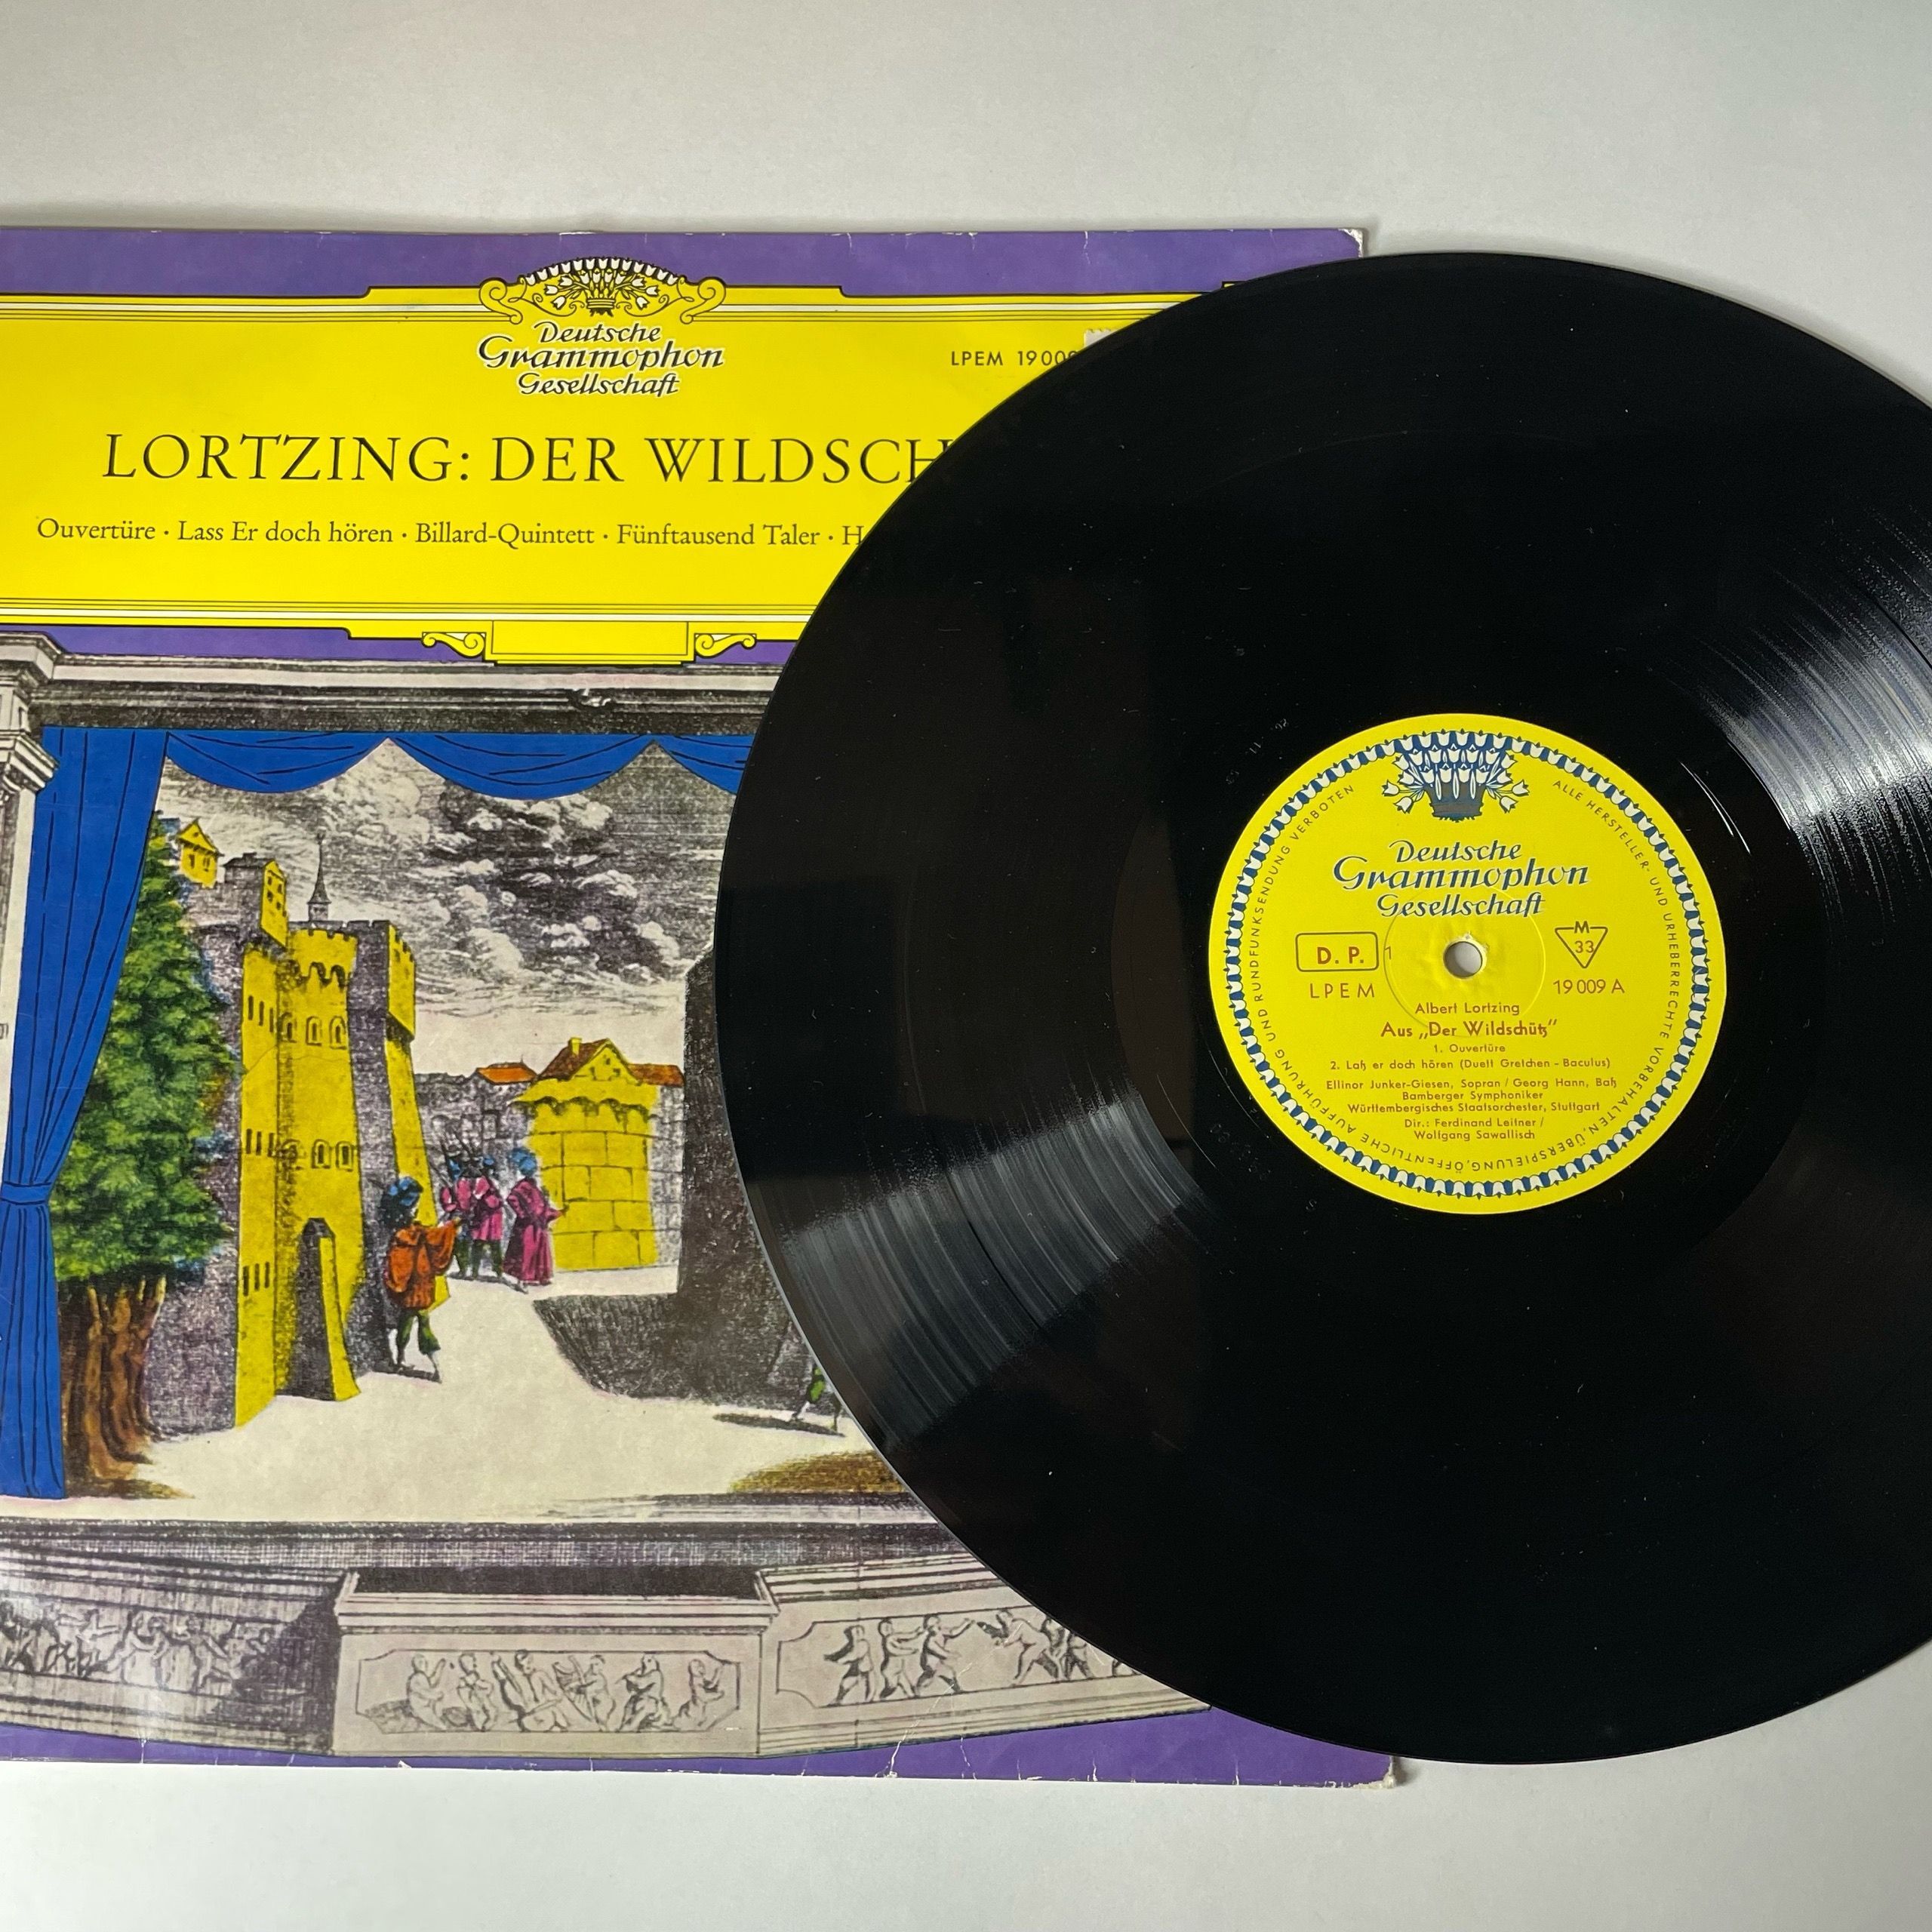 Deutsche
Grammophon
Gesellschaft
LPEM 19009
LORTZING: DER WILDSCH
Ouvertüre · Lass Er doch hören · Billard-Quintett · Fünftausend Taler · H
ALLE HERSTELLER- UND URHEBERRECHTE VORBEHALTEN, ÜBERSPIELUNG, ÖFFENTLICHE AUFFÜHRUNG UND RUNDFUNKSENDUNG VERBOTEN
Deutsche
Grammophon
Gesellschaft
D. P. 1
M
33
LPEM
19 009 A
Albert Lortzing
Aus „Der Wildschütz"
1. Ouvertüre
2. Laß er doch hören (Duett Gretchen - Baculus)
Ellinor Junker-Giesen, Sopran / Georg Hann, Baß
Bamberger Symphoniker
Württembergisches Staatsorchester, Stuttgart
Dir.: Ferdinand Leitner /
Wolfgang Sawallisch